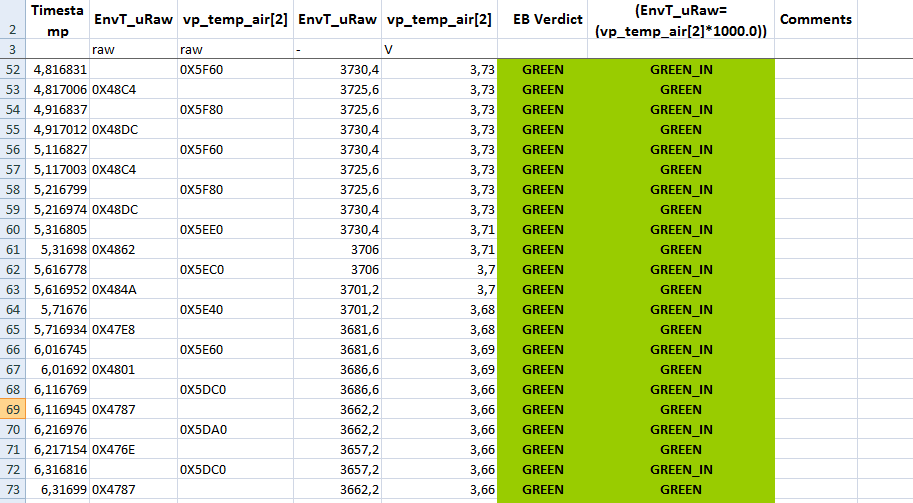 2 Timestamp EnvT_uRaw vp_temp_air[2] EnvT_uRaw vp_temp_air[2] EB Verdict (EnvT_uRaw=(vp_temp_air[2]*1000.0)) Comments
3 raw raw - V
52 4,816831 0X5F60 3730,4 3,73 GREEN GREEN_IN
53 4,817006 0X48C4 3725,6 3,73 GREEN GREEN
54 4,916837 0X5F80 3725,6 3,73 GREEN GREEN_IN
55 4,917012 0X48DC 3730,4 3,73 GREEN GREEN
56 5,116827 0X5F60 3730,4 3,73 GREEN GREEN_IN
57 5,117003 0X48C4 3725,6 3,73 GREEN GREEN
58 5,216799 0X5F80 3725,6 3,73 GREEN GREEN_IN
59 5,216974 0X48DC 3730,4 3,73 GREEN GREEN
60 5,316805 0X5EE0 3730,4 3,71 GREEN GREEN_IN
61 5,31698 0X4862 3706 3,71 GREEN GREEN
62 5,616778 0X5EC0 3706 3,7 GREEN GREEN_IN
63 5,616952 0X484A 3701,2 3,7 GREEN GREEN
64 5,71676 0X5E40 3701,2 3,68 GREEN GREEN_IN
65 5,716934 0X47E8 3681,6 3,68 GREEN GREEN
66 6,016745 0X5E60 3681,6 3,69 GREEN GREEN_IN
67 6,01692 0X4801 3686,6 3,69 GREEN GREEN
68 6,116769 0X5DC0 3686,6 3,66 GREEN GREEN_IN
69 6,116945 0X4787 3662,2 3,66 GREEN GREEN
70 6,216976 0X5DA0 3662,2 3,66 GREEN GREEN_IN
71 6,217154 0X476E 3657,2 3,66 GREEN GREEN
72 6,316816 0X5DC0 3657,2 3,66 GREEN GREEN_IN
73 6,31699 0X4787 3662,2 3,66 GREEN GREEN